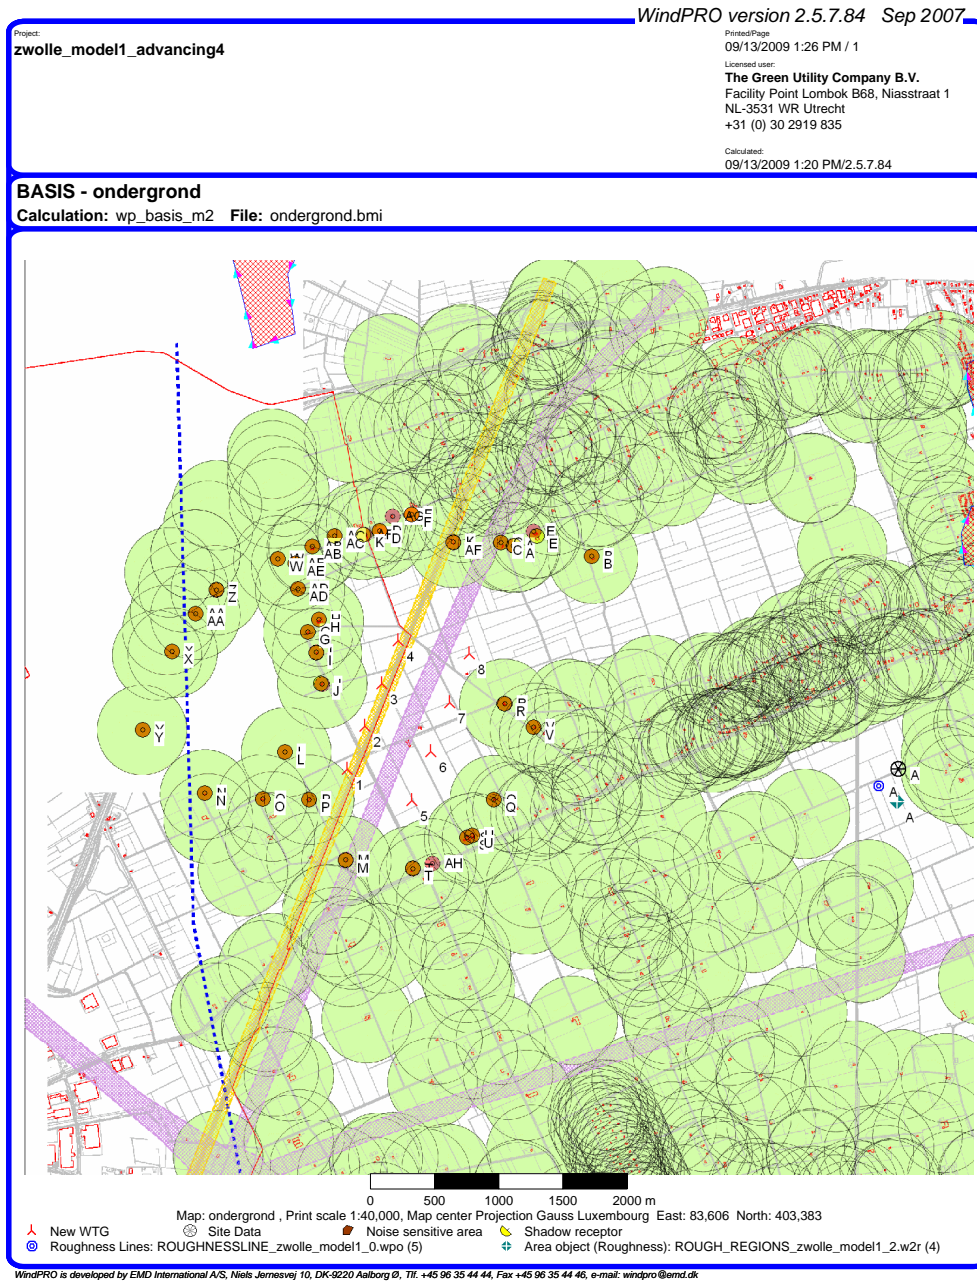 WindPRO version 2.5.7.84 Sep 2007
Project:
zwolle_model1_advancing4
Printed/Page
09/13/2009 1:26 PM / 1
Licensed user:
The Green Utility Company B.V.
Facility Point Lombok B68, Niasstraat 1
NL-3531 WR Utrecht
+31 (0) 30 2919 835
Calculated:
09/13/2009 1:20 PM/2.5.7.84
BASIS - ondergrond
Calculation: wp_basis_m2 File: ondergrond.bmi
F
D
K
AC
AB
AE
W
AF
C
A
E
E
B
Z
AD
AA
H
G
I
X
J
4
8
3
7
R
V
Y
2
6
L
1
5
N
O
P
Q
U
M
T
AH
A
A
A
0 500 1000 1500 2000 m
Map: ondergrond , Print scale 1:40,000, Map center Projection Gauss Luxembourg East: 83,606 North: 403,383
New WTG Site Data Noise sensitive area Shadow receptor
Roughness Lines: ROUGHNESSLINE_zwolle_model1_0.wpo (5) Area object (Roughness): ROUGH_REGIONS_zwolle_model1_2.w2r (4)
WindPRO is developed by EMD International A/S, Niels Jernesvej 10, DK-9220 Aalborg Ø, Tlf. +45 96 35 44 44, Fax +45 96 35 44 46, e-mail: windpro@emd.dk